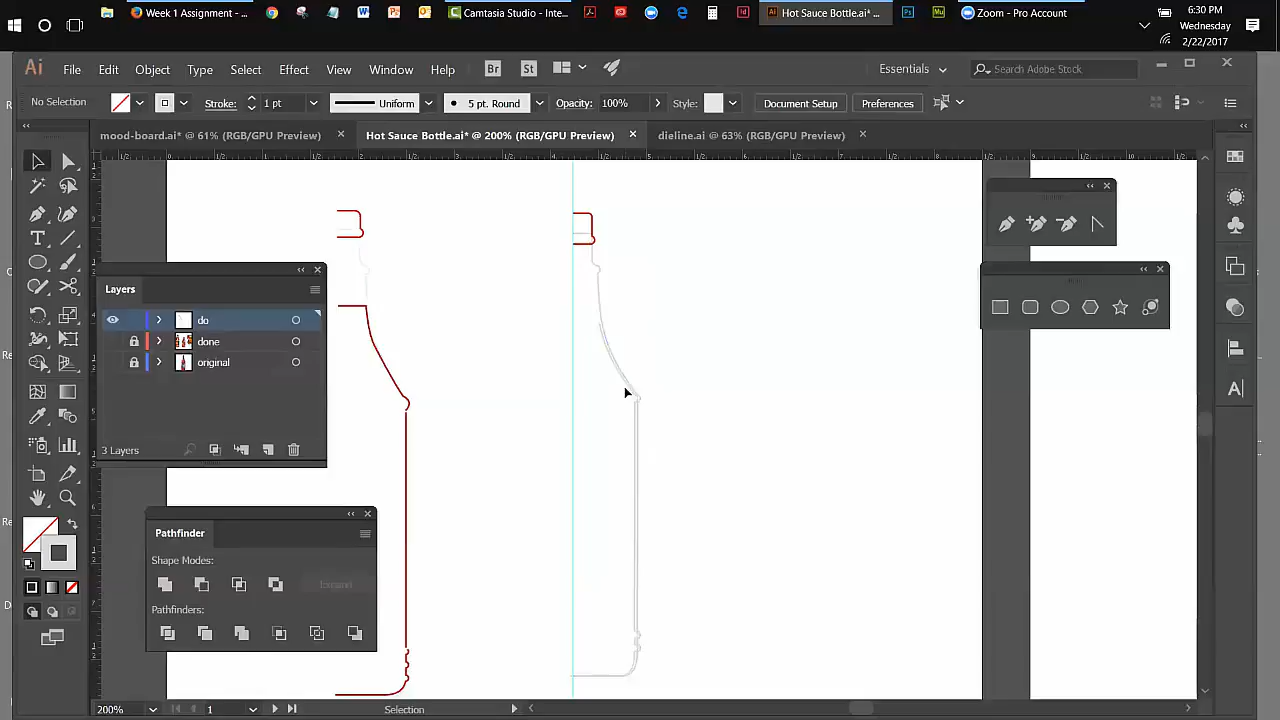 Week 1 Assignment - ...
Camtasia Studio - Inte...
Hot Sauce Bottle.ai* ...
Zoom - Pro Account
6:30 PM
Wednesday
2/22/2017
Ai
File
Edit
Object
Type
Select
Effect
View
Window
Help
Br
St
Essentials
Search Adobe Stock
No Selection
Stroke:
1 pt
Uniform
5 pt. Round
Opacity:
100%
Style:
Document Setup
Preferences
mood-board.ai* @ 61% (RGB/GPU Preview)
Hot Sauce Bottle.ai* @ 200% (RGB/GPU Preview)
dieline.ai @ 63% (RGB/GPU Preview)
Layers
do
done
original
3 Layers
Pathfinder
Shape Modes:
Expand
Pathfinders:
200%
1
Selection